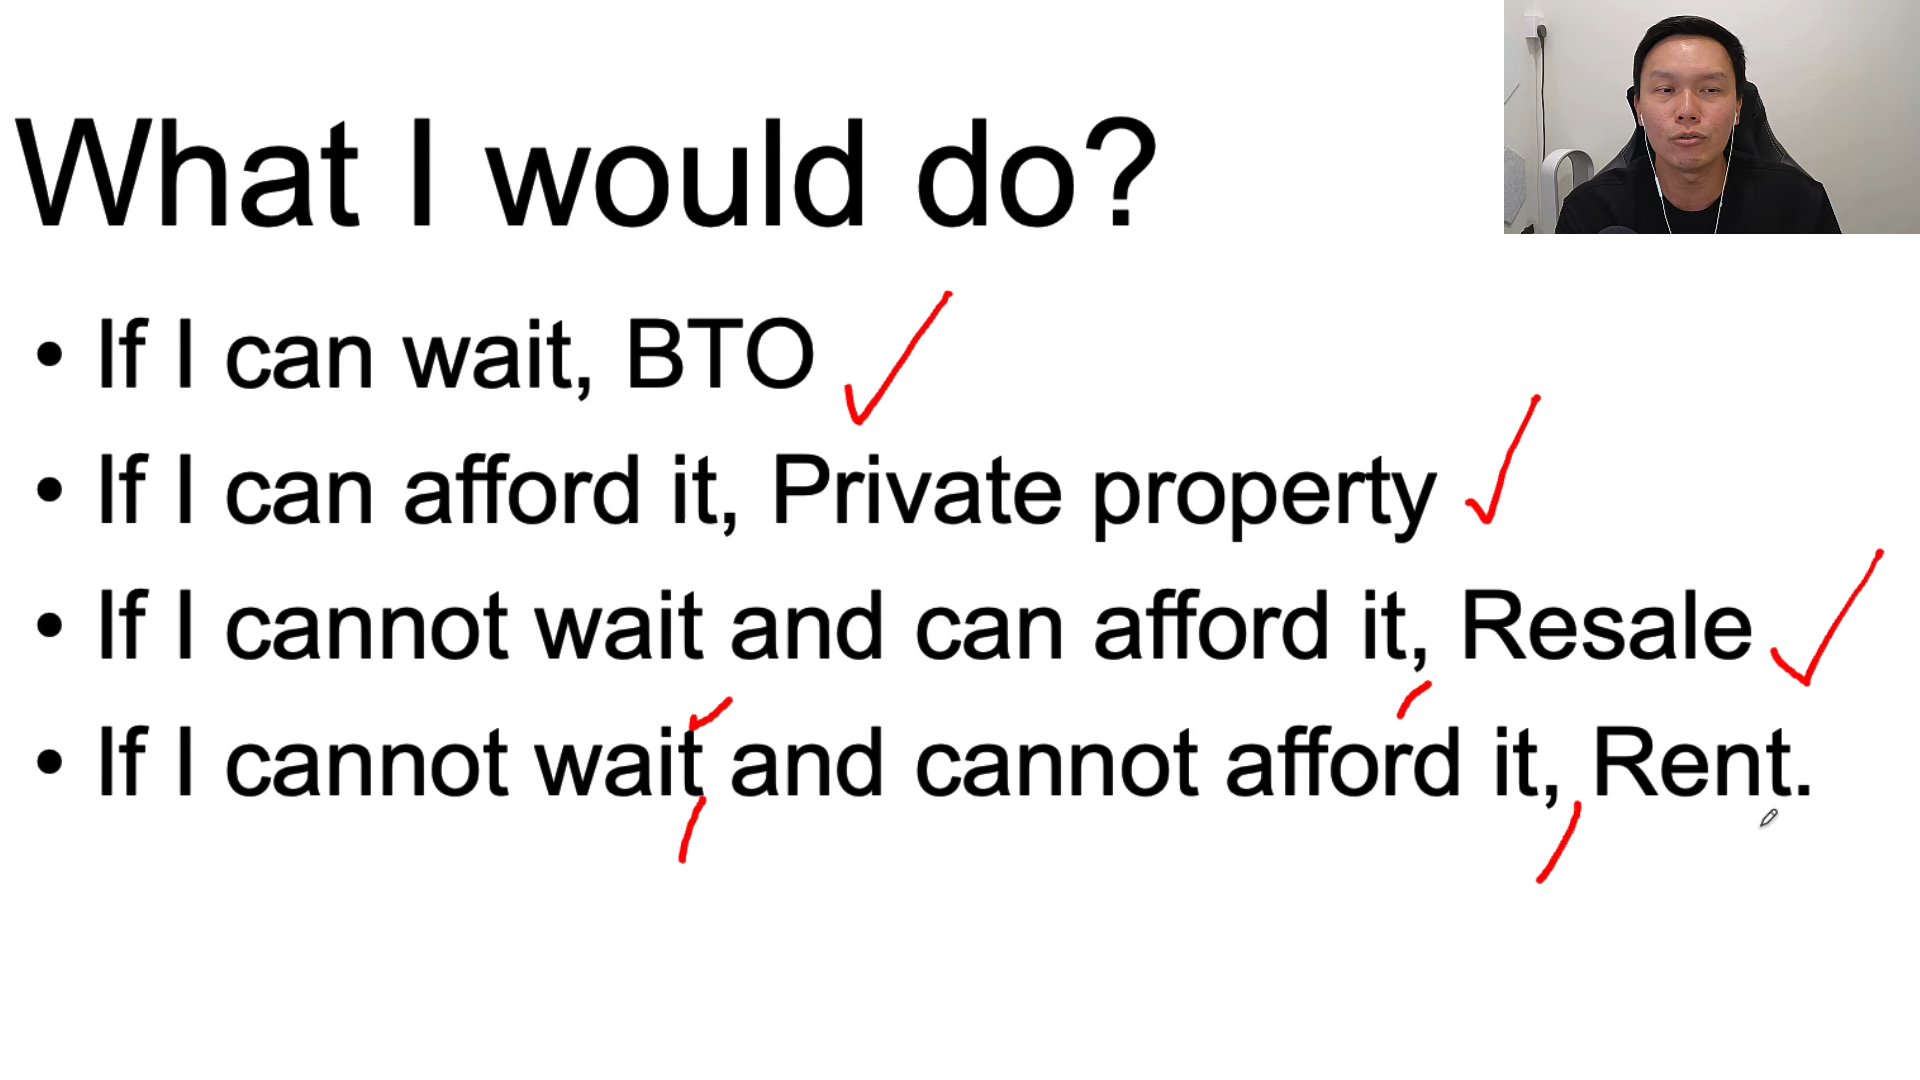 What I would do?
• If I can wait, BTO
• If I can afford it, Private property
• If I cannot wait and can afford it, Resale
• If I cannot wait and cannot afford it, Rent.